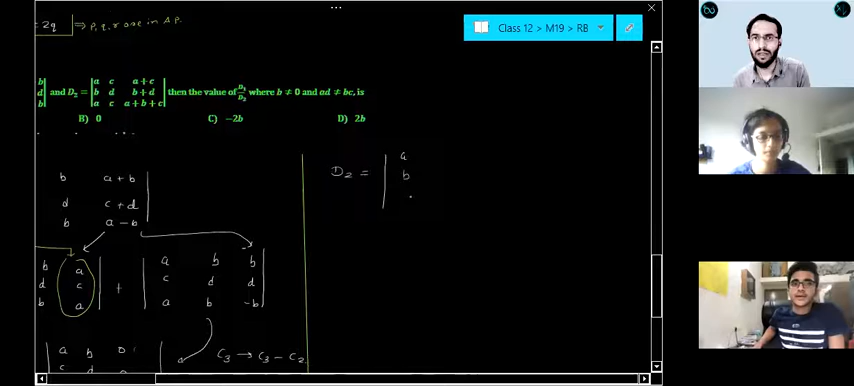 = 2q ⇒ p, q, r are in A.P.
Class 12 > M19 > RB
b
d
b
and D₂ =
a c a+c
b d b+d
a c a+b+c
then the value of D₁/D₂ where b ≠ 0 and ad ≠ bc, is
B) 0 C) −2b D) 2b
b a+b
d c+d
b a−b
D₂ =
a
b
b a
d c
b a
+
a b b
c d d
a b -b
a b 0
c d 0
C₃ → C₃ − C₂